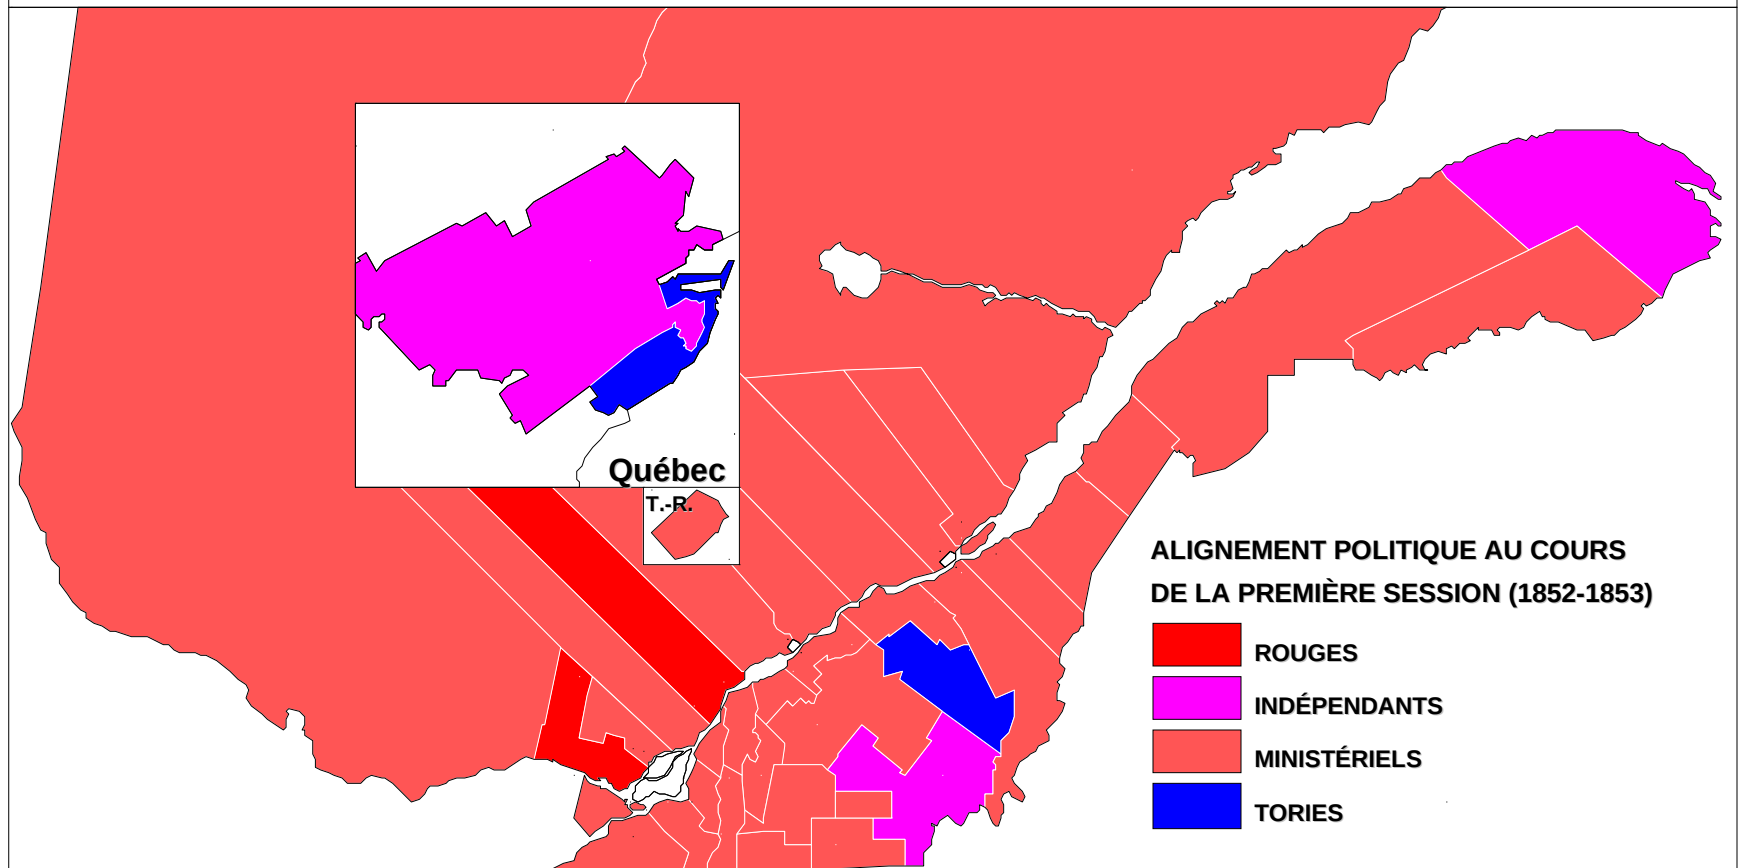 Québec
T.-R.
ALIGNEMENT POLITIQUE AU COURS
DE LA PREMIÈRE SESSION (1852-1853)
ROUGES
INDÉPENDANTS
MINISTÉRIELS
TORIES